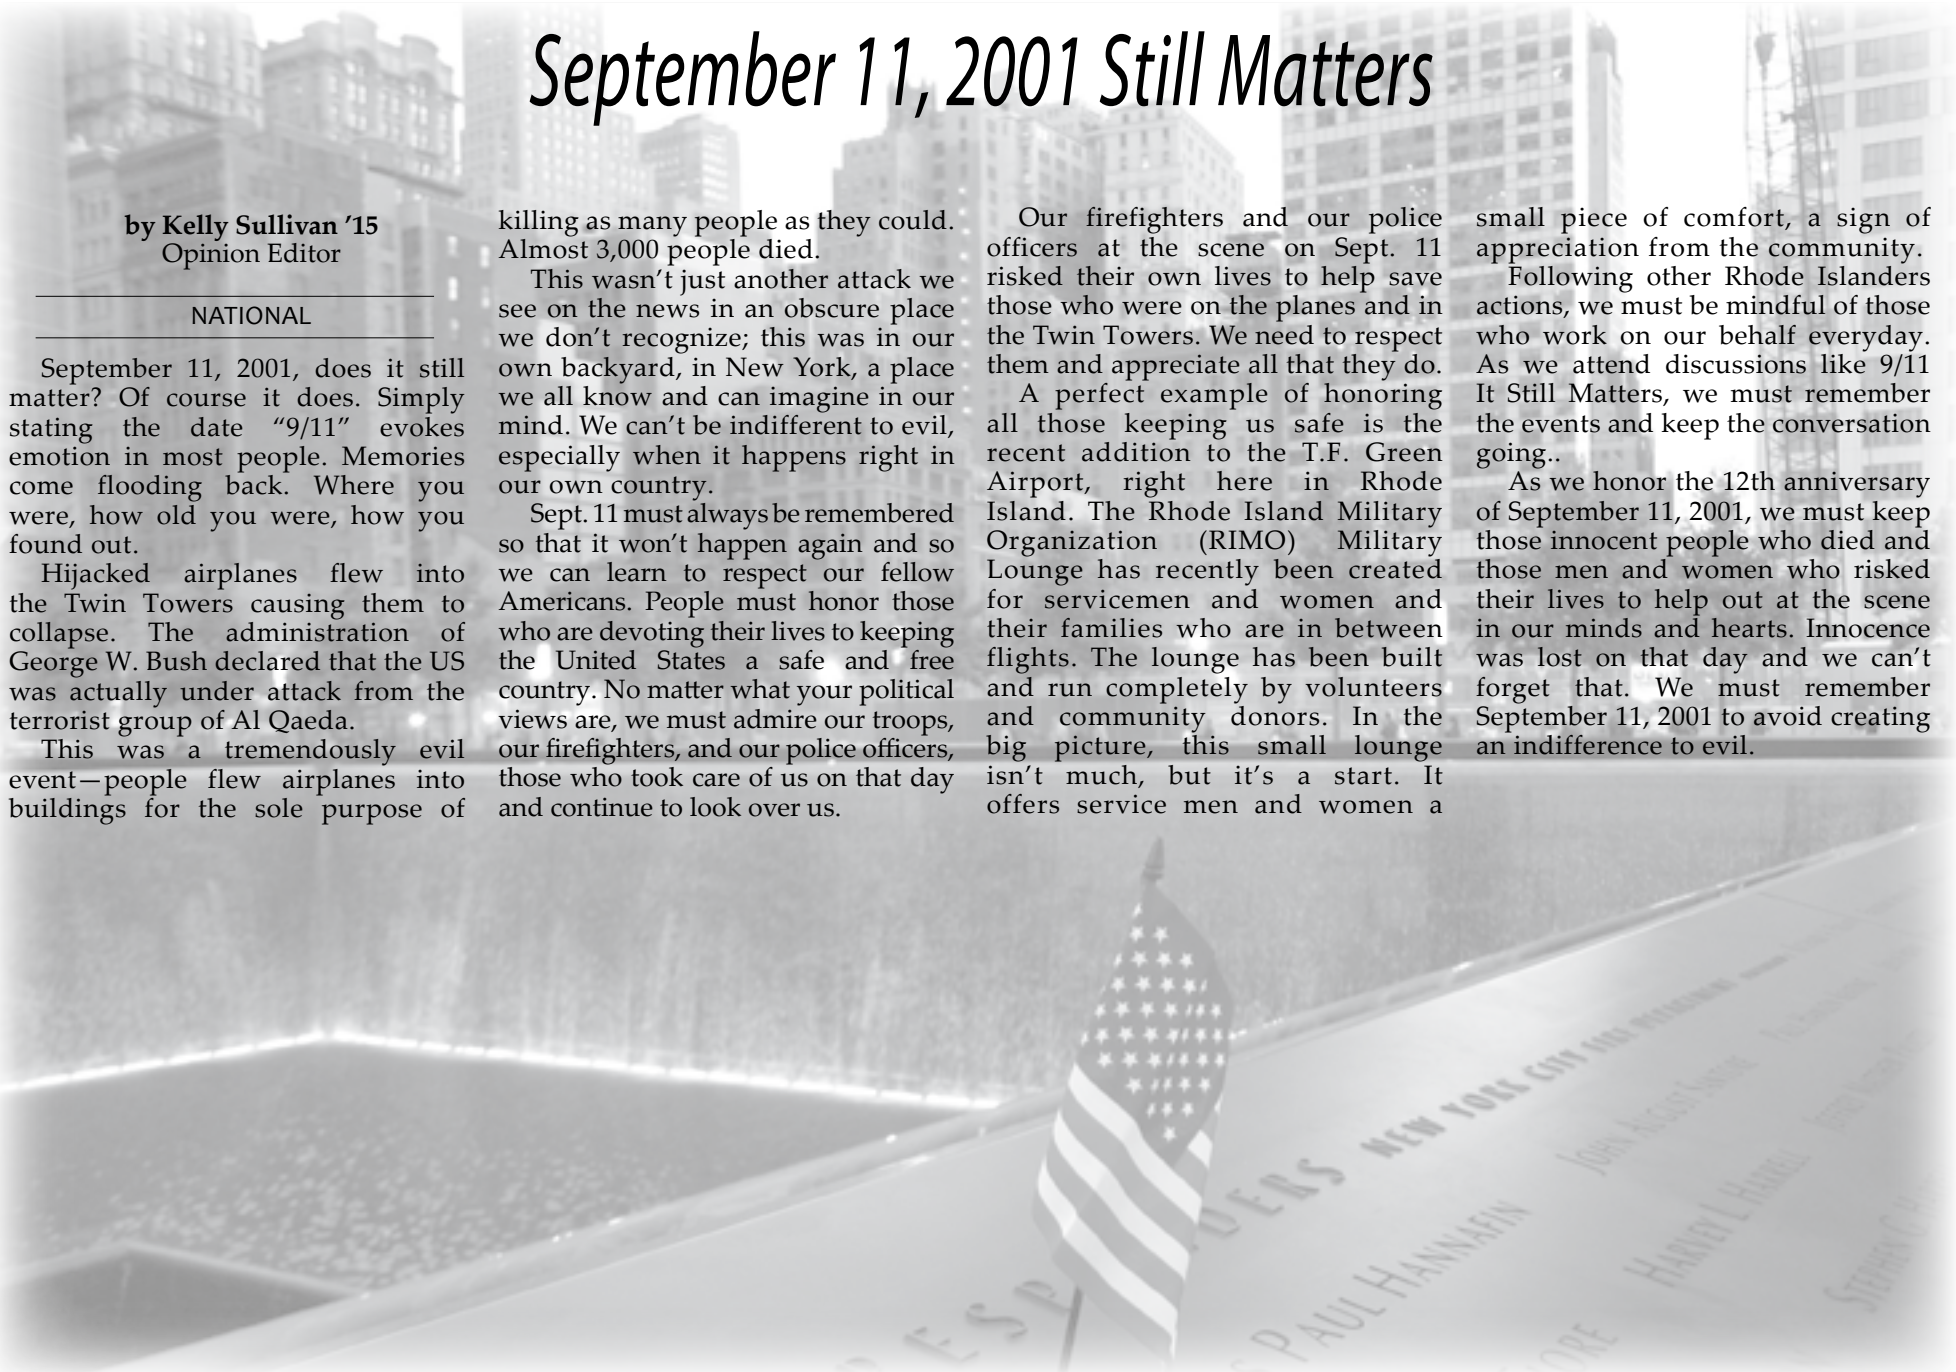 September 11, 2001 Still Matters
by Kelly Sullivan ’15
Opinion Editor
NATIONAL
September 11, 2001, does it still
matter? Of course it does. Simply
stating the date “9/11” evokes
emotion in most people. Memories
come flooding back. Where you
were, how old you were, how you
found out.
Hijacked airplanes flew into
the Twin Towers causing them to
collapse. The administration of
George W. Bush declared that the US
was actually under attack from the
terrorist group of Al Qaeda.
This was a tremendously evil
event—people flew airplanes into
buildings for the sole purpose of
killing as many people as they could.
Almost 3,000 people died.
This wasn’t just another attack we
see on the news in an obscure place
we don’t recognize; this was in our
own backyard, in New York, a place
we all know and can imagine in our
mind. We can’t be indifferent to evil,
especially when it happens right in
our own country.
Sept. 11 must always be remembered
so that it won’t happen again and so
we can learn to respect our fellow
Americans. People must honor those
who are devoting their lives to keeping
the United States a safe and free
country. No matter what your political
views are, we must admire our troops,
our firefighters, and our police officers,
those who took care of us on that day
and continue to look over us.
Our firefighters and our police
officers at the scene on Sept. 11
risked their own lives to help save
those who were on the planes and in
the Twin Towers. We need to respect
them and appreciate all that they do.
A perfect example of honoring
all those keeping us safe is the
recent addition to the T.F. Green
Airport, right here in Rhode
Island. The Rhode Island Military
Organization (RIMO) Military
Lounge has recently been created
for servicemen and women and
their families who are in between
flights. The lounge has been built
and run completely by volunteers
and community donors. In the
big picture, this small lounge
isn’t much, but it’s a start. It
offers service men and women a
small piece of comfort, a sign of
appreciation from the community.
Following other Rhode Islanders
actions, we must be mindful of those
who work on our behalf everyday.
As we attend discussions like 9/11
It Still Matters, we must remember
the events and keep the conversation
going..
As we honor the 12th anniversary
of September 11, 2001, we must keep
those innocent people who died and
those men and women who risked
their lives to help out at the scene
in our minds and hearts. Innocence
was lost on that day and we can’t
forget that. We must remember
September 11, 2001 to avoid creating
an indifference to evil.
NEW YORK CITY FIRE DEPARTMENT
PAUL HANNAFIN
JOHN AUGUST
HARVEY L. HARRELL
STEPHEN G.